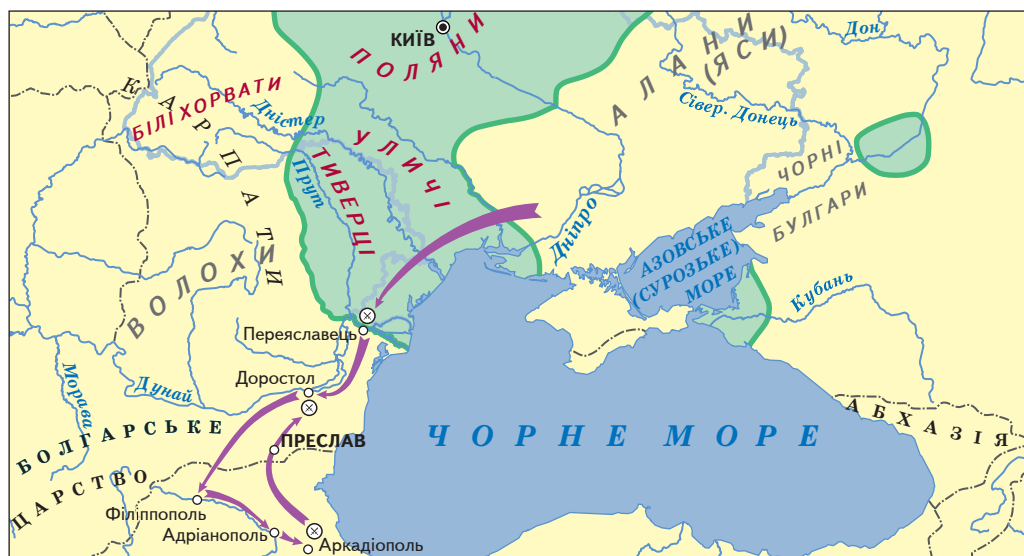 КИЇВ
ПОЛЯНИ
АЛАНИ
(ЯСИ)
Дон
Сівер. Донець
КАРПАТИ
БІЛІ ХОРВАТИ
Дністер
УЛИЧІ
ТИВЕРЦІ
Прут
ЧОРНІ
БУЛГАРИ
Дніпро
АЗОВСЬКЕ
(СУРОЗЬКЕ)
МОРЕ
Кубань
ВОЛОХИ
Переяславець
Доростол
Дунай
Морава
ПРЕСЛАВ
БОЛГАРСЬКЕ
ЦАРСТВО
ЧОРНЕ МОРЕ
АБХАЗІЯ
Філіппополь
Адріанополь
Аркадіополь